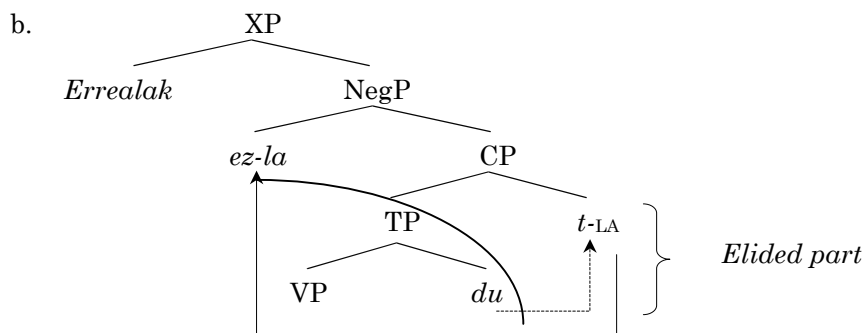 b.
XP
Errealak NegP
ez-la CP
TP t-LA
Elided part
VP du